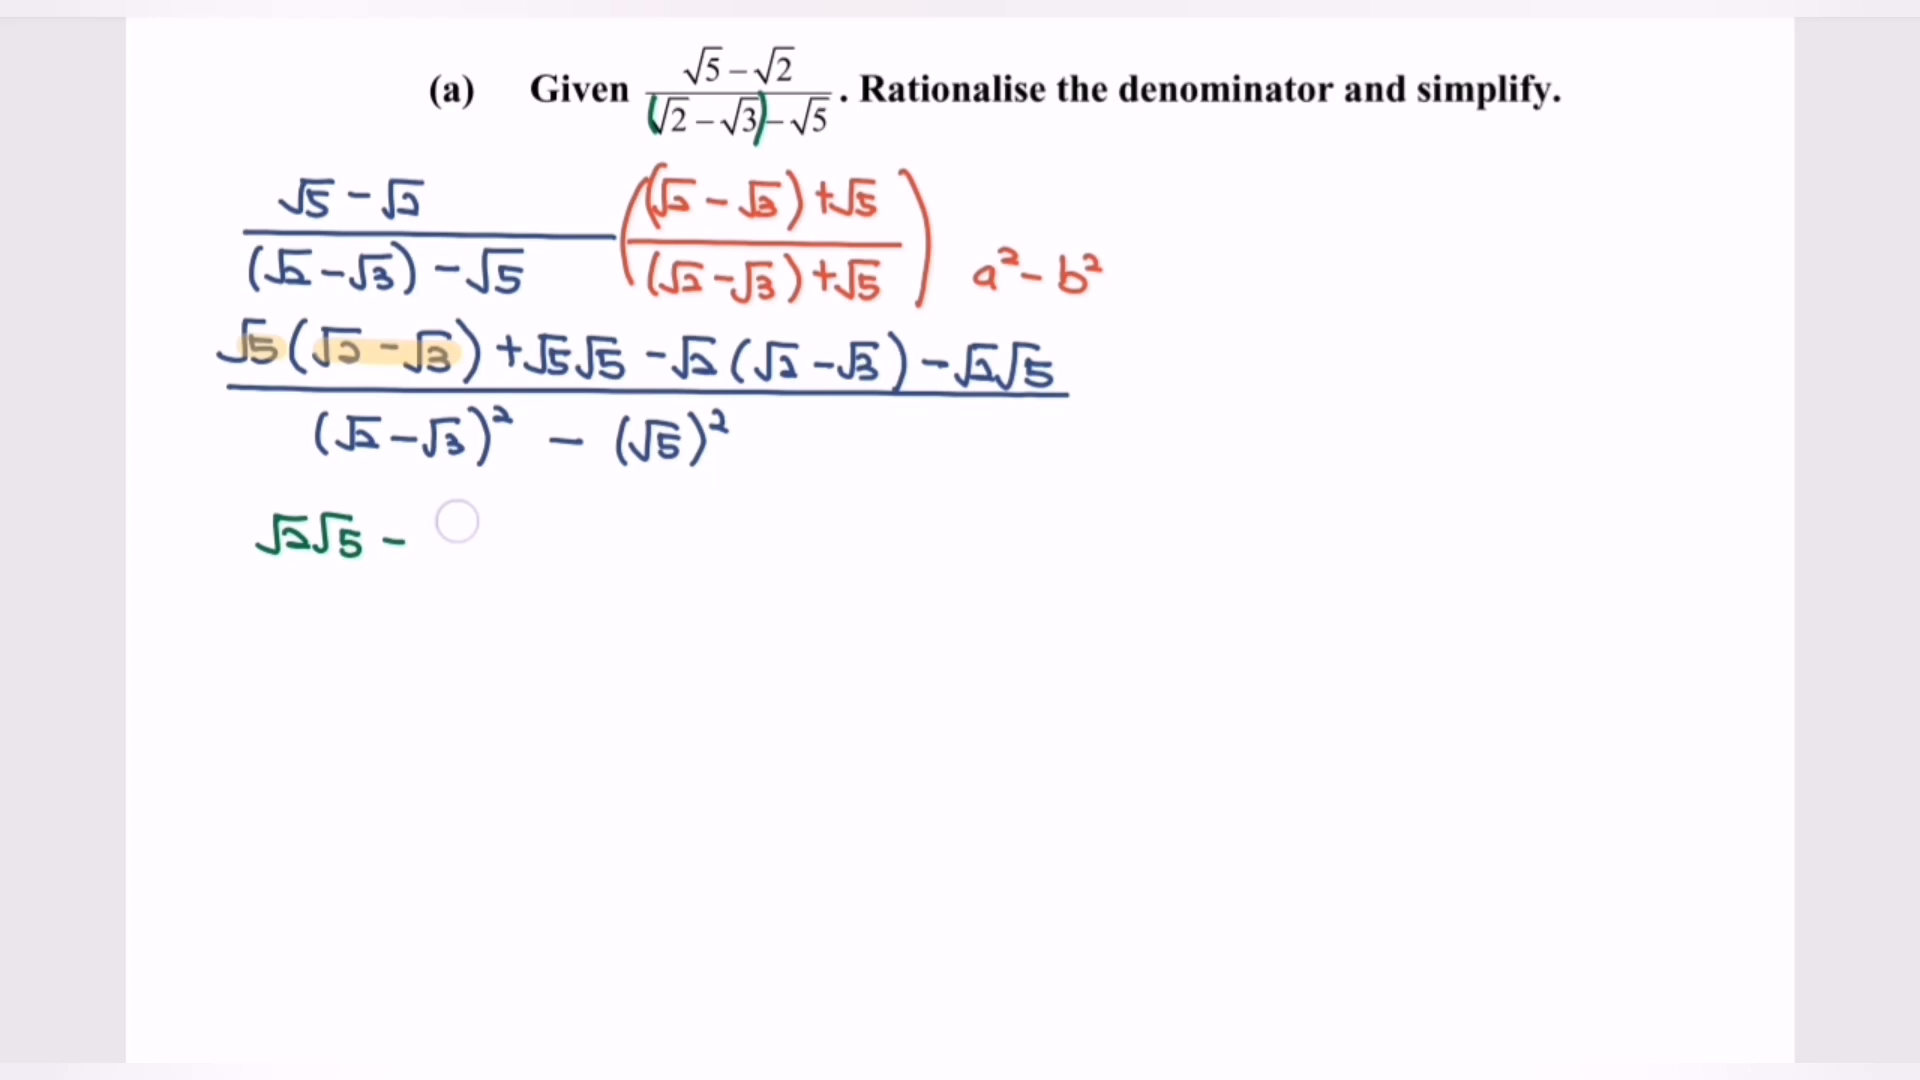 (a) Given (√5 – √2)/((√2 – √3) – √5). Rationalise the denominator and simplify.
√5 - √2 / (√2 - √3) - √5 ( (√2 - √3) + √5 / (√2 - √3) + √5 ) a² - b²
√5(√2 - √3) + √5√5 - √2(√2 - √3) - √2√5
(√2 - √3)² - (√5)²
√2√5 -